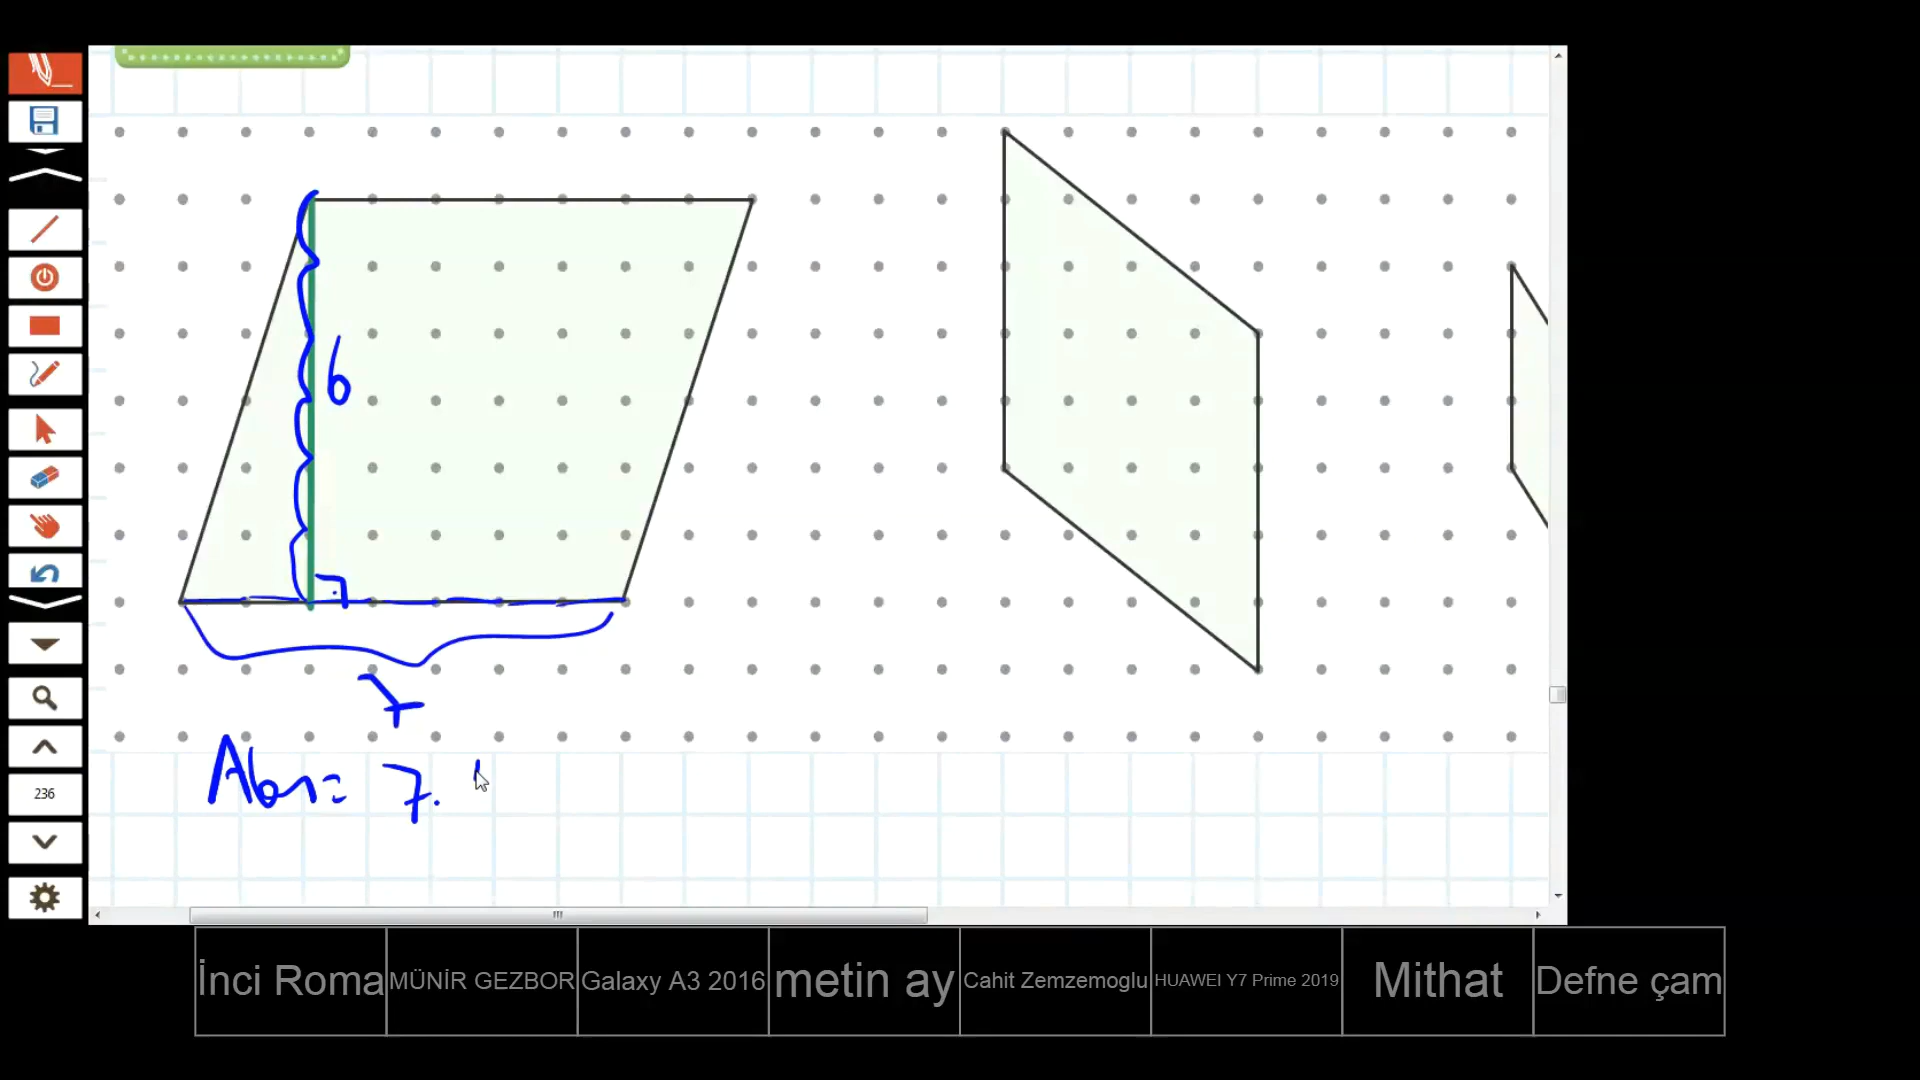 6
7
Alan = 7.
236
İnci Roma
MÜNİR GEZBOR
Galaxy A3 2016
metin ay
Cahit Zemzemoglu
HUAWEI Y7 Prime 2019
Mithat
Defne çam